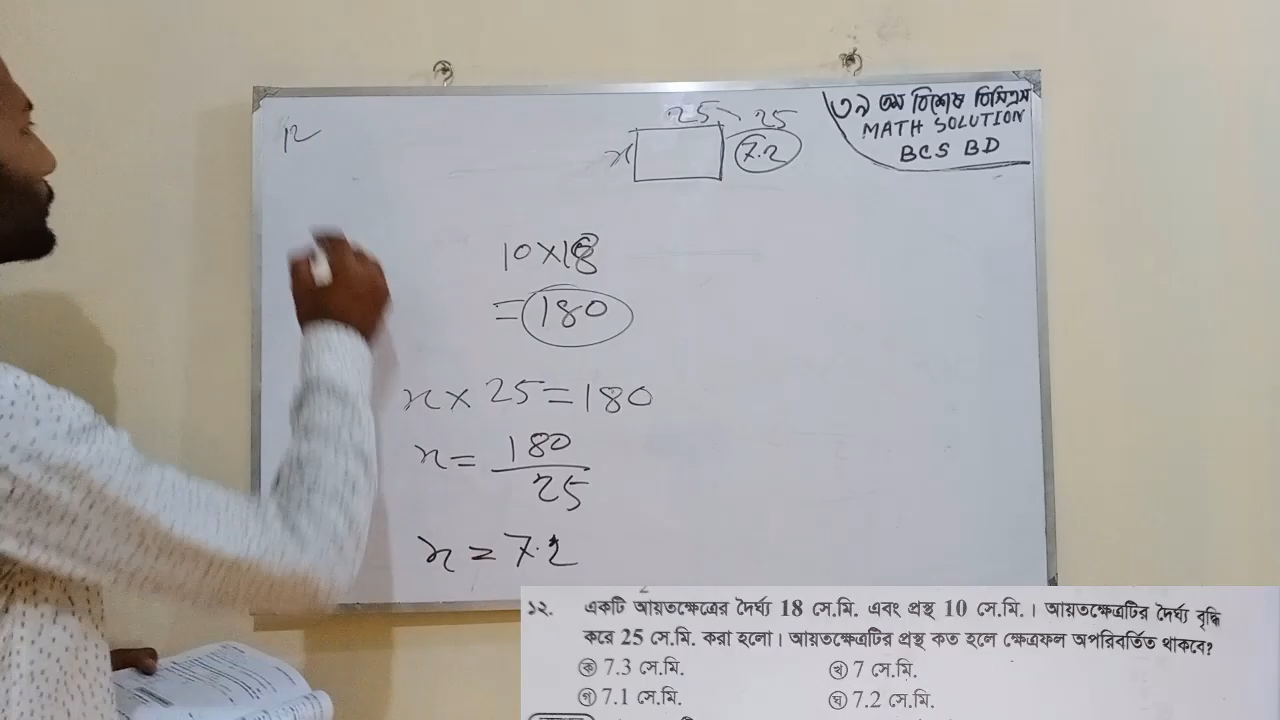 12
25 25
x 7.2
৩৯ তম বিশেষ বিসিএস
MATH SOLUTION
BCS BD
10×18
=180
x × 25 = 180
x = 180
25
x = 7.2
১২. একটি আয়তক্ষেত্রের দৈর্ঘ্য 18 সে.মি. এবং প্রস্থ 10 সে.মি.। আয়তক্ষেত্রটির দৈর্ঘ্য বৃদ্ধি
করে 25 সে.মি. করা হলো। আয়তক্ষেত্রটির প্রস্থ কত হলে ক্ষেত্রফল অপরিবর্তিত থাকবে?
ক 7.3 সে.মি. খ 7 সে.মি.
গ 7.1 সে.মি. ঘ 7.2 সে.মি.